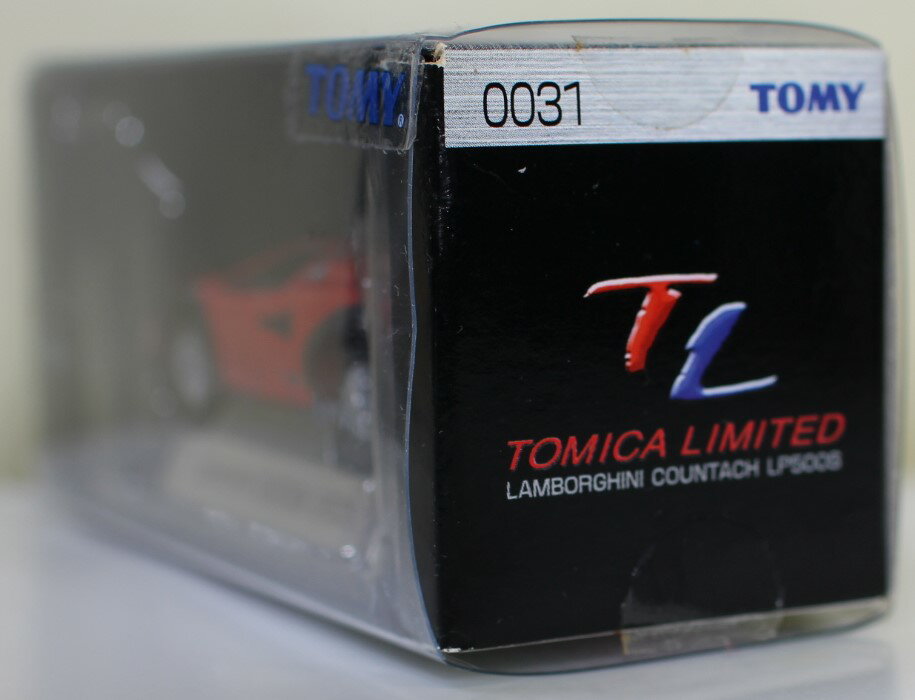 TOMY®
0031
TOMY
TL
TOMICA LIMITED
LAMBORGHINI COUNTACH LP500S